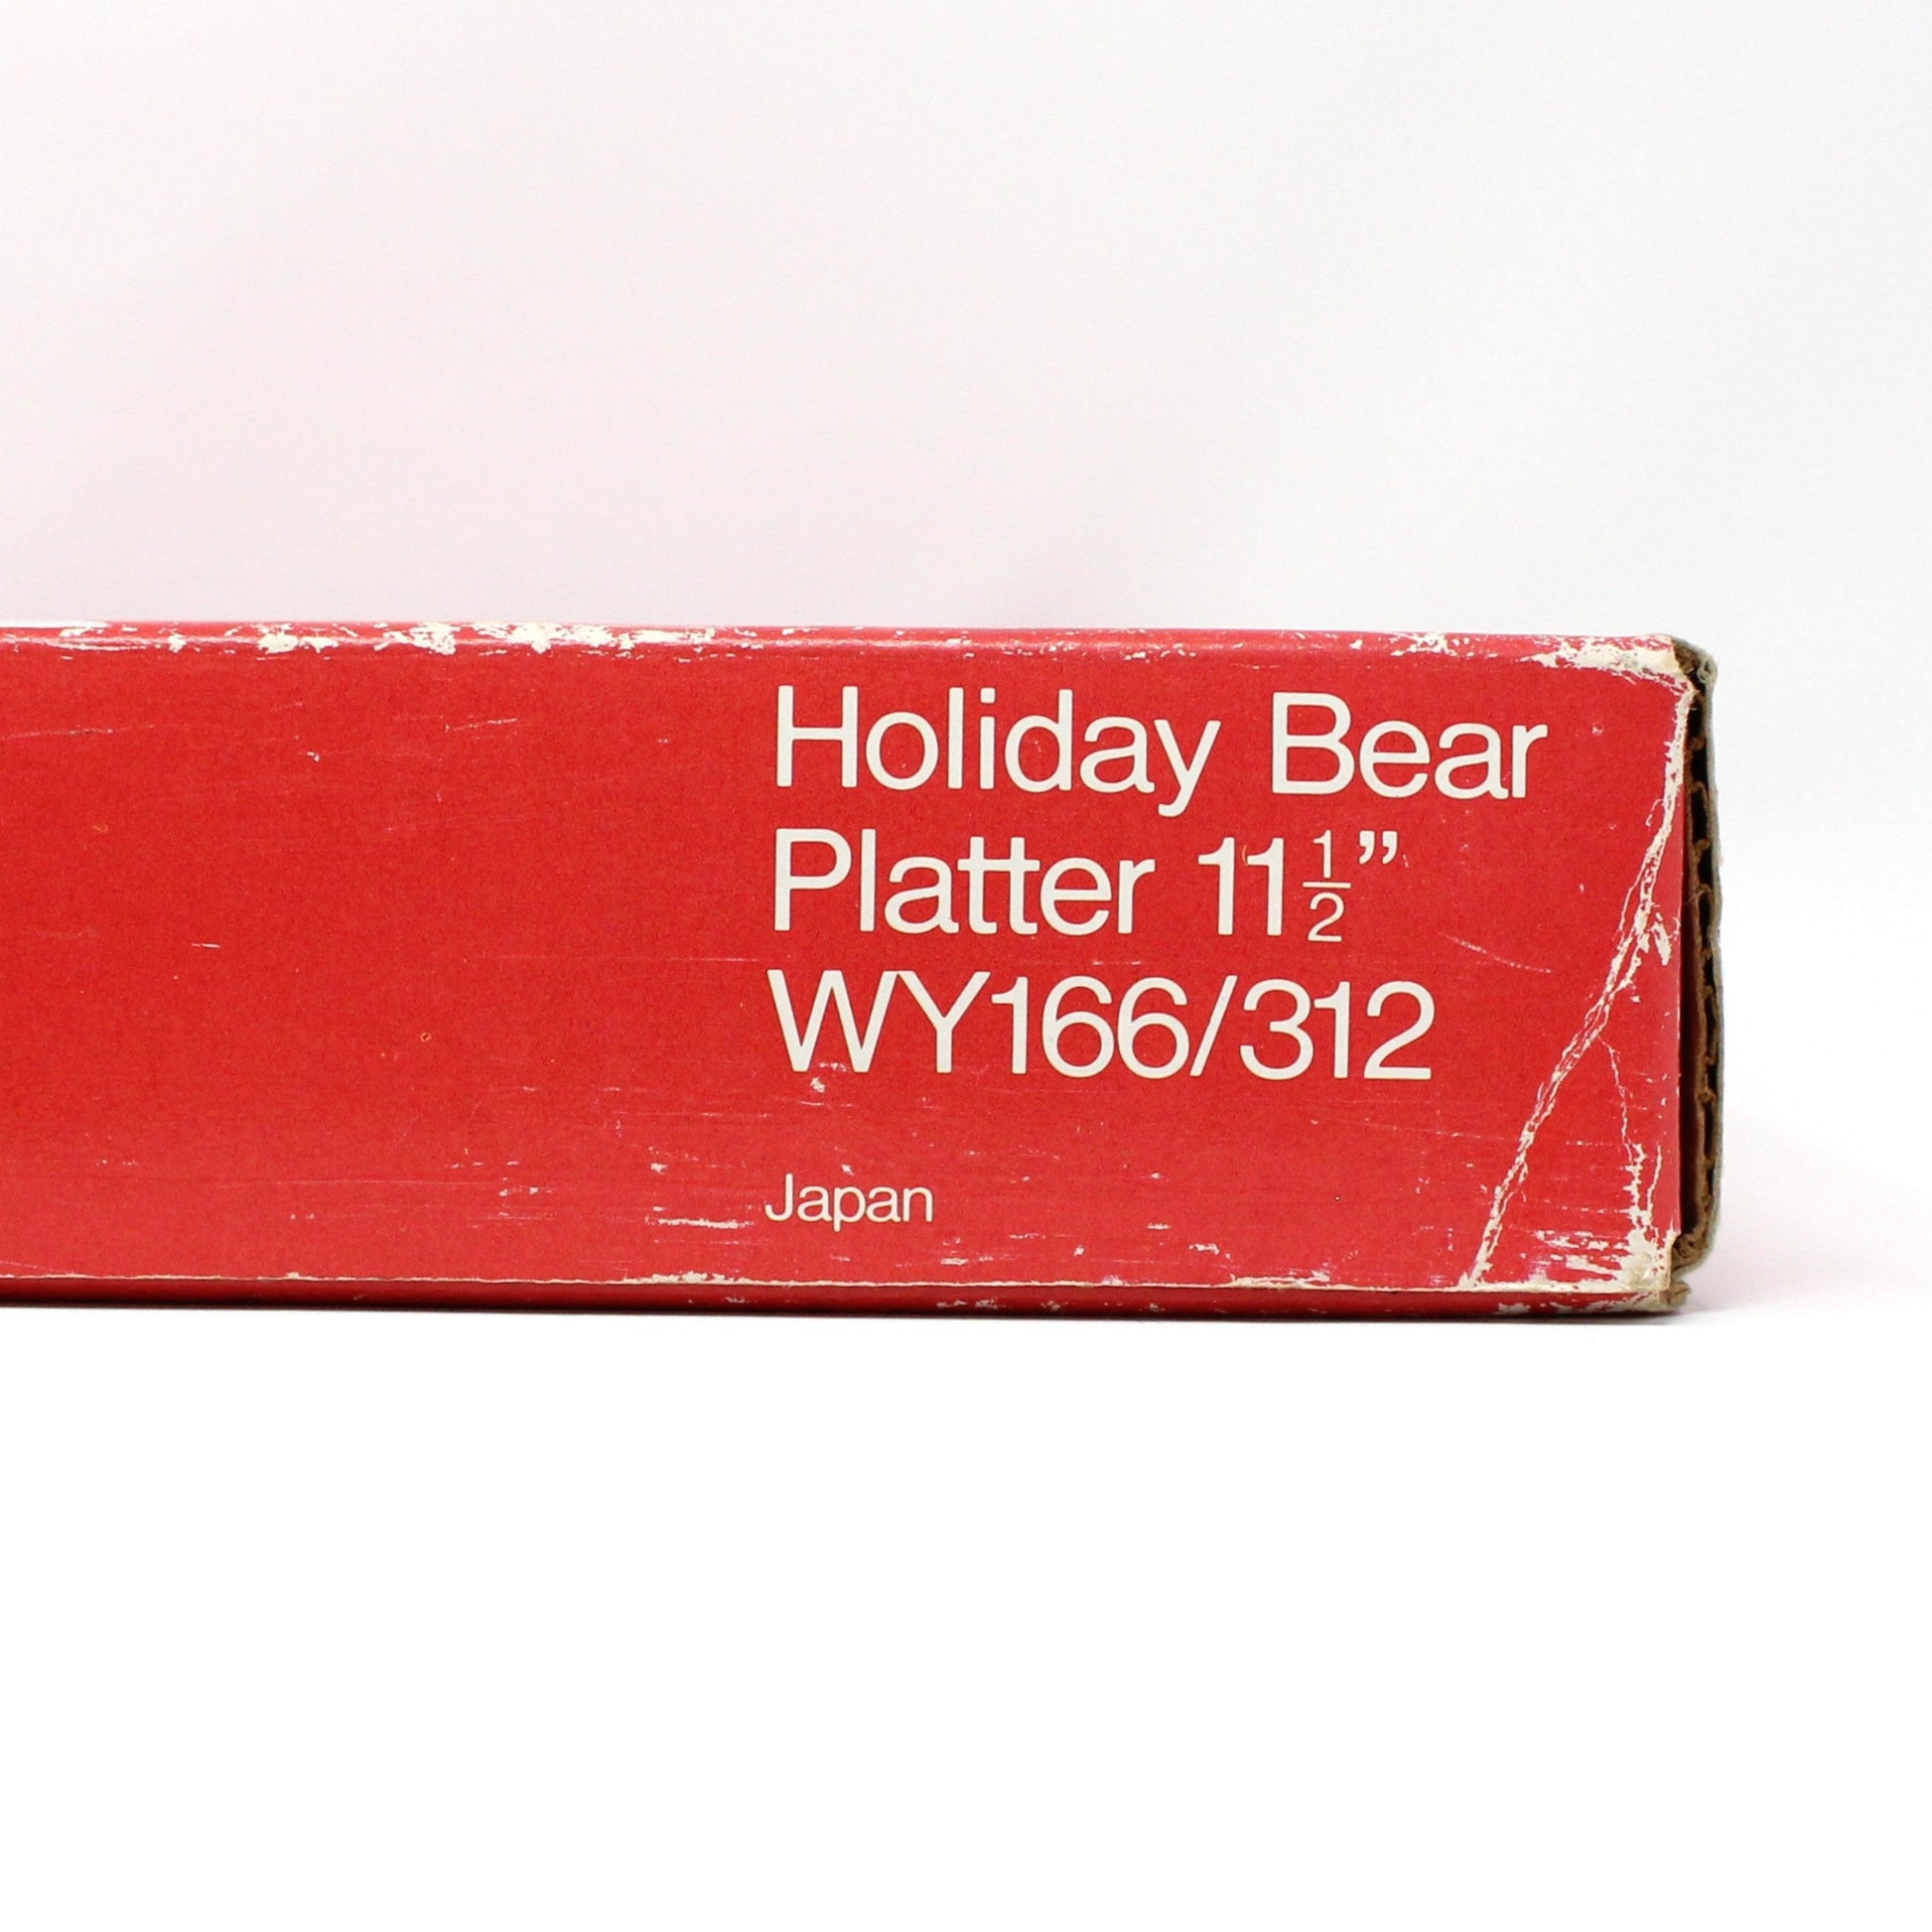 Holiday Bear
Platter 11½”
WY166/312
Japan